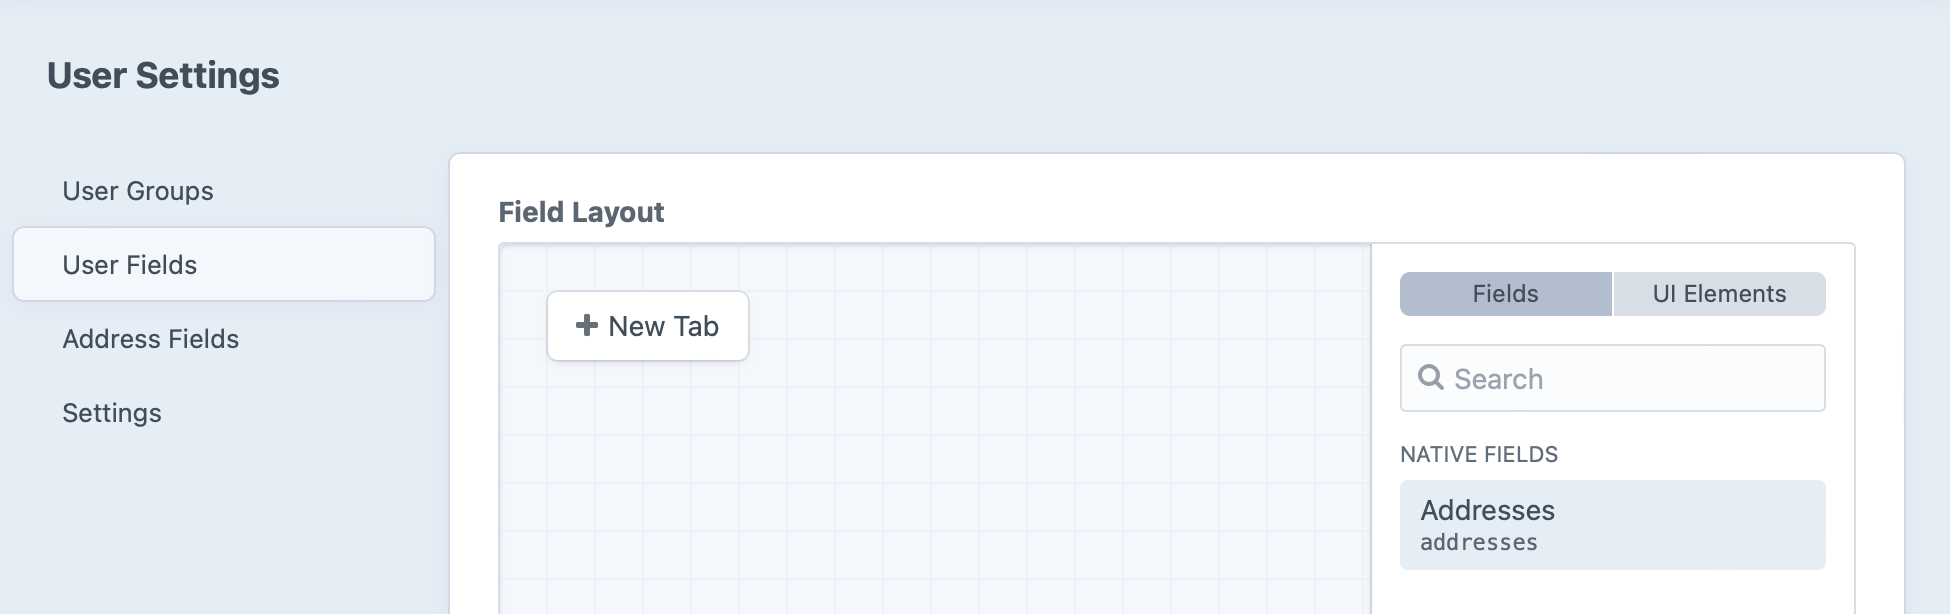 User Settings
User Groups
User Fields
Address Fields
Settings
Field Layout
New Tab
Fields
UI Elements
Search
NATIVE FIELDS
Addresses
addresses